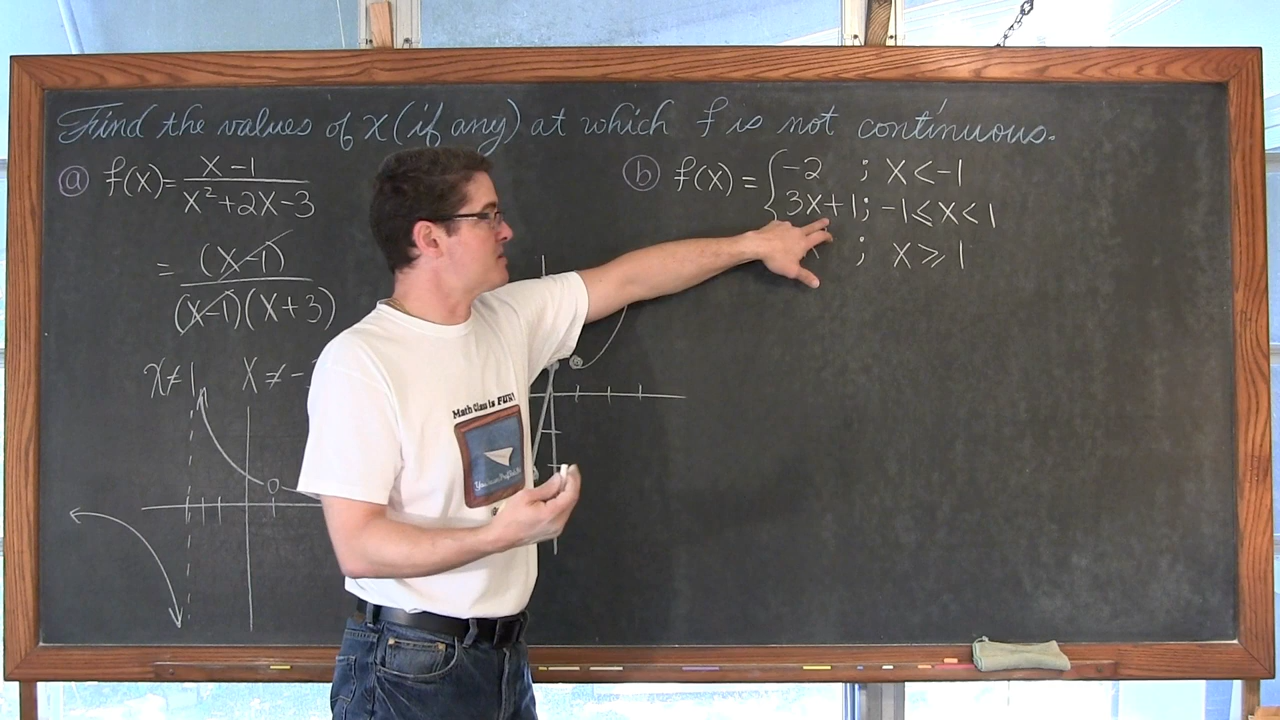 Find the values of x (if any) at which f is not continuous.
(a) f(x) = (x - 1) / (x² + 2x - 3)
= (x-1) / (x-1)(x+3)
x ≠ 1 x ≠ -
(b) f(x) = { -2 ; x < -1
3x + 1 ; -1 ≤ x < 1
; x ≥ 1
Math Class is FUN!